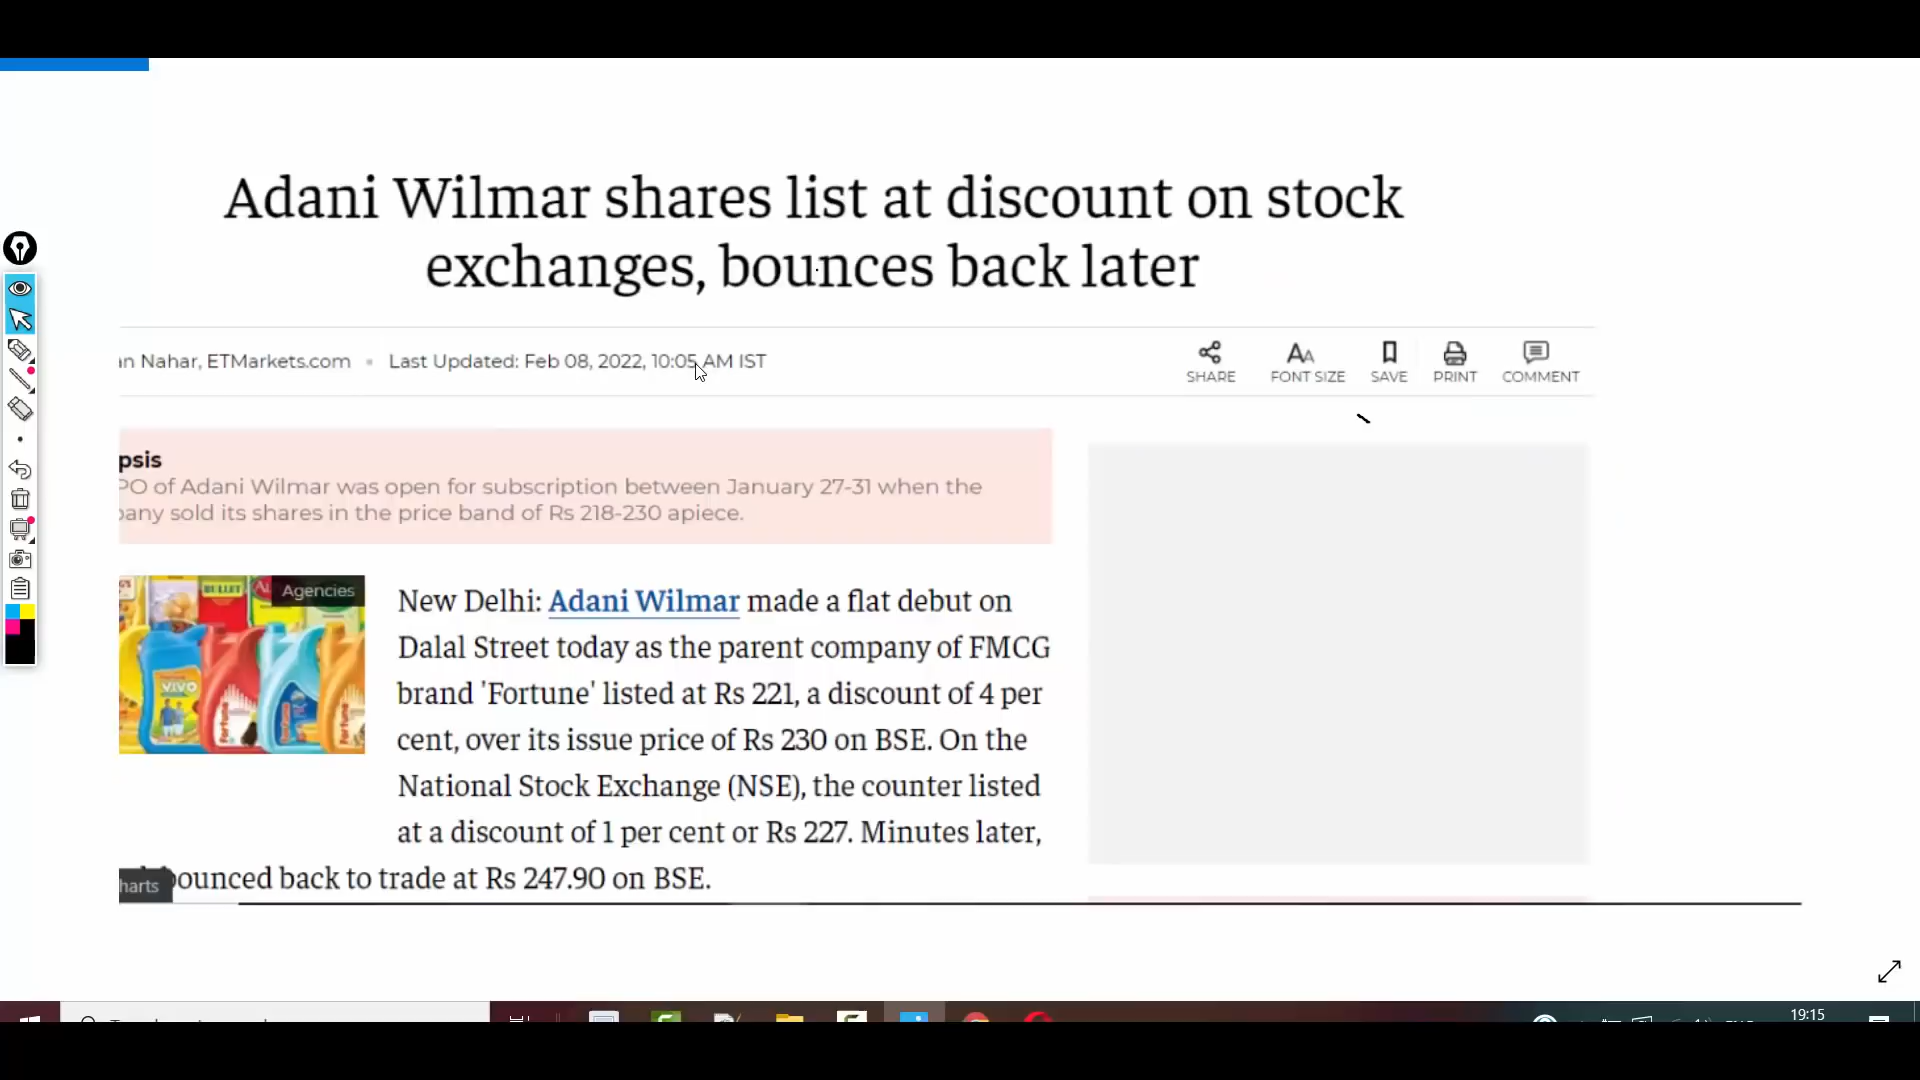 Adani Wilmar shares list at discount on stock
exchanges, bounces back later
an Nahar, ETMarkets.com • Last Updated: Feb 08, 2022, 10:05 AM IST
SHARE
AA
FONT SIZE
SAVE
PRINT
COMMENT
psis
PO of Adani Wilmar was open for subscription between January 27-31 when the
pany sold its shares in the price band of Rs 218-230 apiece.
Agencies
BULLET
VIVO
Fortune
New Delhi: Adani Wilmar made a flat debut on
Dalal Street today as the parent company of FMCG
brand 'Fortune' listed at Rs 221, a discount of 4 per
cent, over its issue price of Rs 230 on BSE. On the
National Stock Exchange (NSE), the counter listed
at a discount of 1 per cent or Rs 227. Minutes later,
bounced back to trade at Rs 247.90 on BSE.
harts
19:15